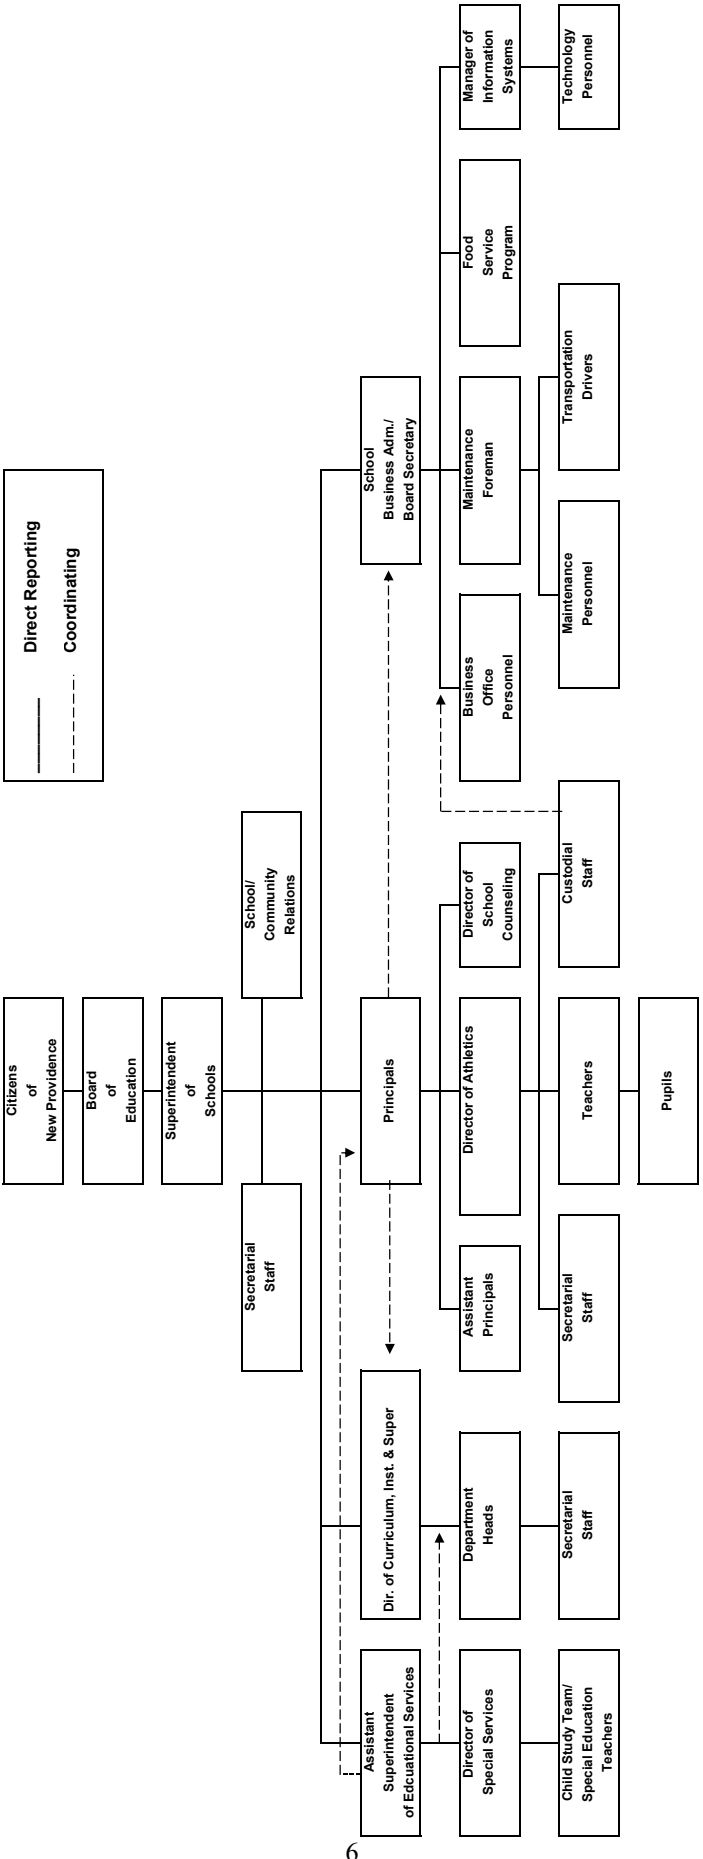 Citizens
of
New Providence
Board
of
Education
Superintendent
of
Schools
Direct Reporting
Coordinating
Secretarial
Staff
School/
Community
Relations
Assistant
Superintendent
of Edcuational Services
Dir. of Curriculum, Inst. & Super
Principals
School
Business Adm./
Board Secretary
Director of
Special Services
Department
Heads
Assistant
Principals
Director of Athletics
Director of
School
Counseling
Business
Office
Personnel
Maintenance
Foreman
Food
Service
Program
Manager of
Information
Systems
Child Study Team/
Special Education
Teachers
Secretarial
Staff
Secretarial
Staff
Teachers
Custodial
Staff
Maintenance
Personnel
Transportation
Drivers
Technology
Personnel
Pupils
6